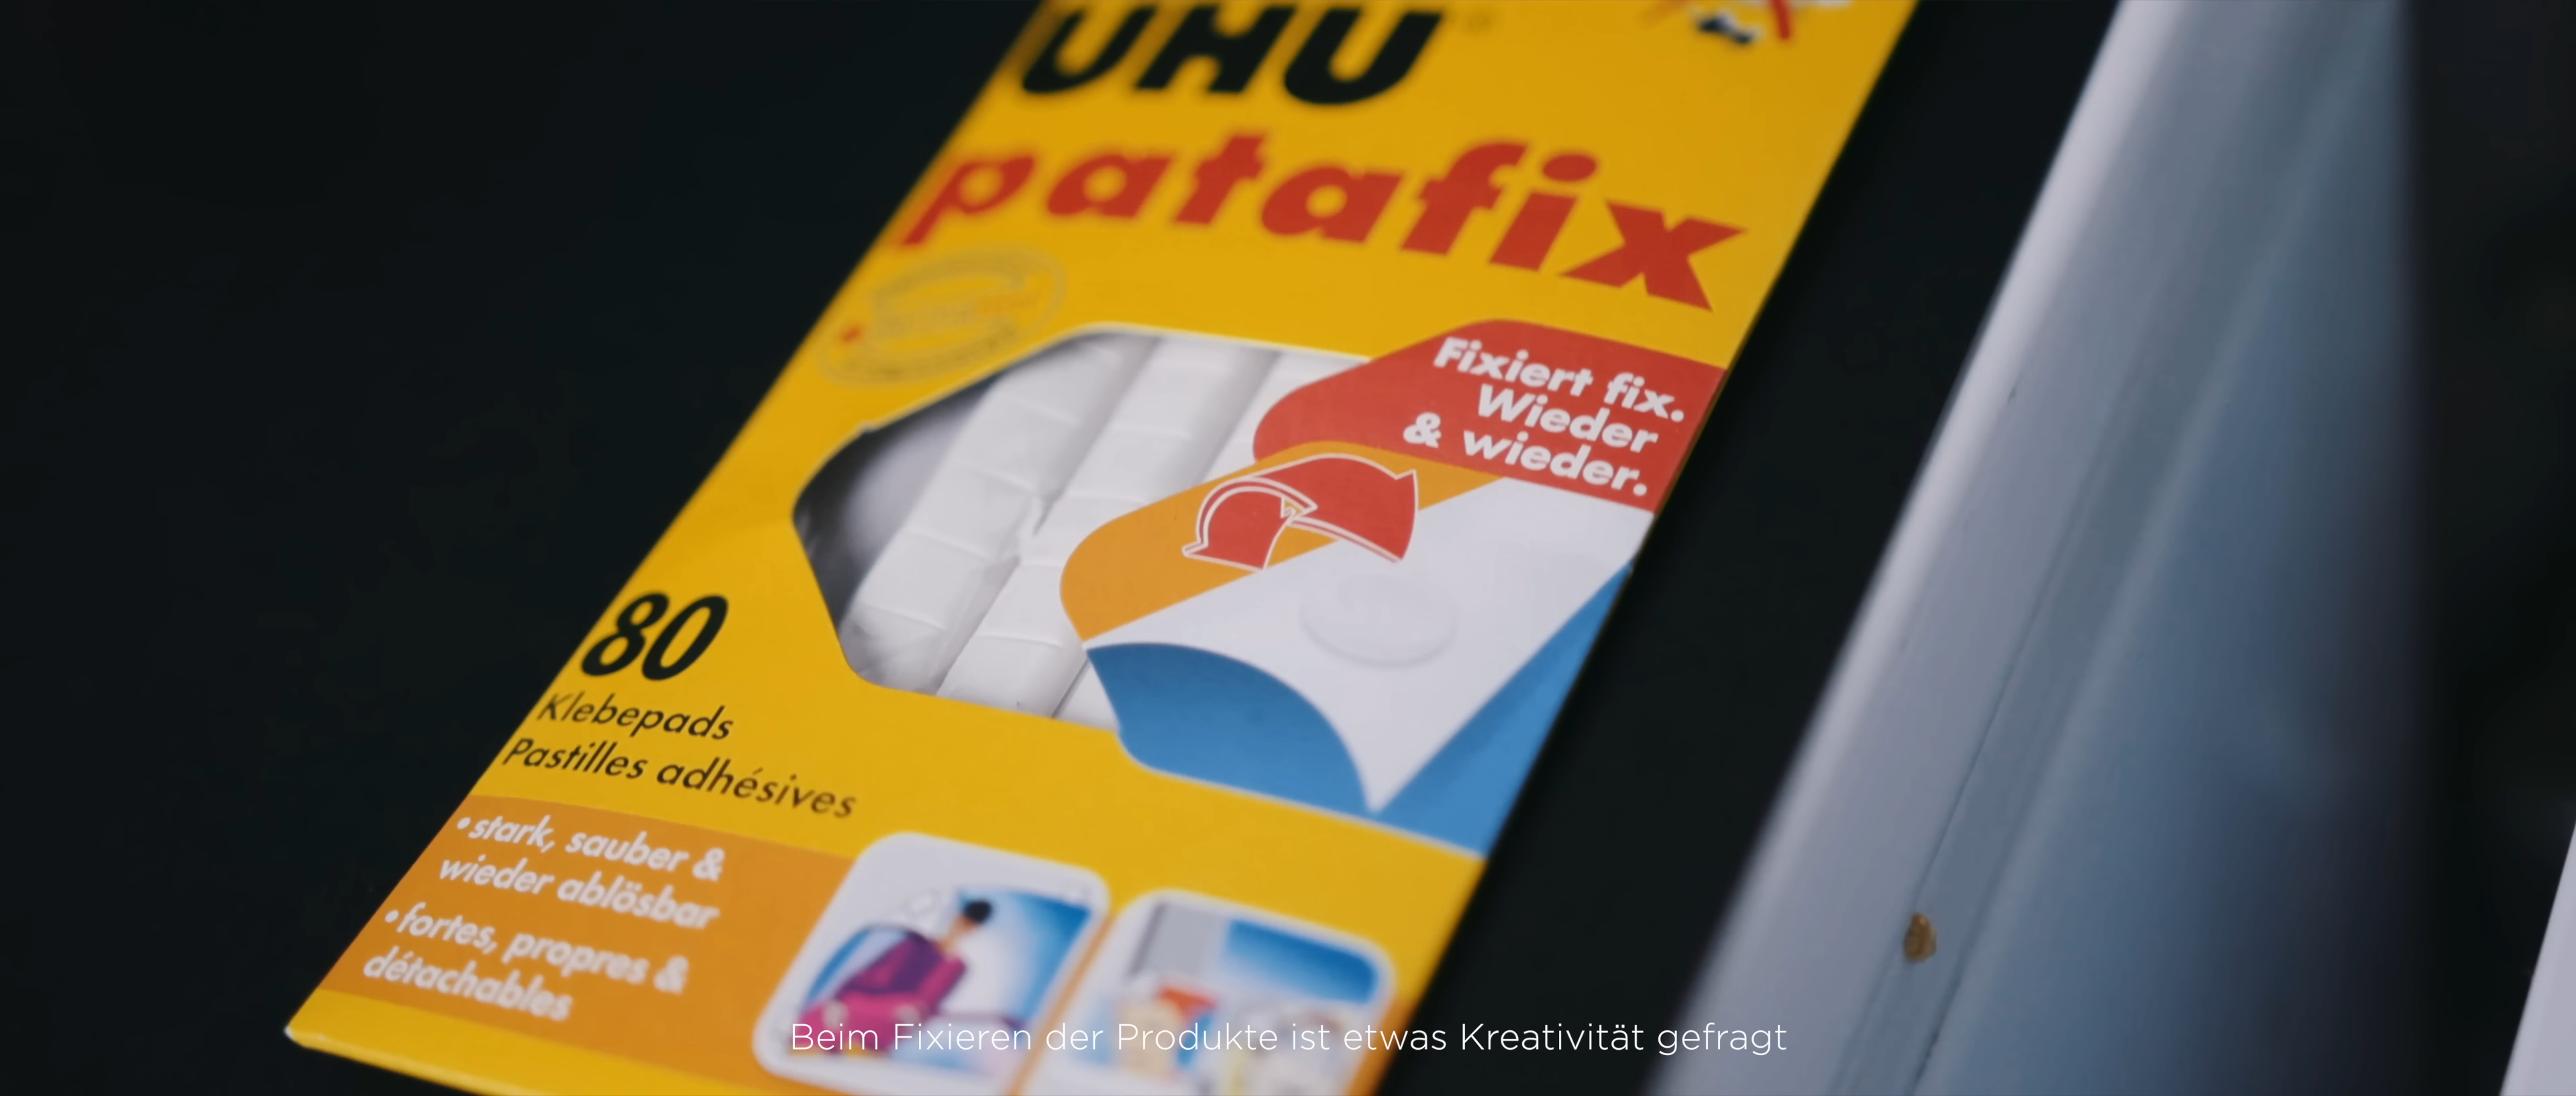 UHU
patafix
Fixiert fix.
Wieder
& wieder.
80
Klebepads
Pastilles adhésives
• stark, sauber &
wieder ablösbar
• fortes, propres &
détachables
Beim Fixieren der Produkte ist etwas Kreativität gefragt